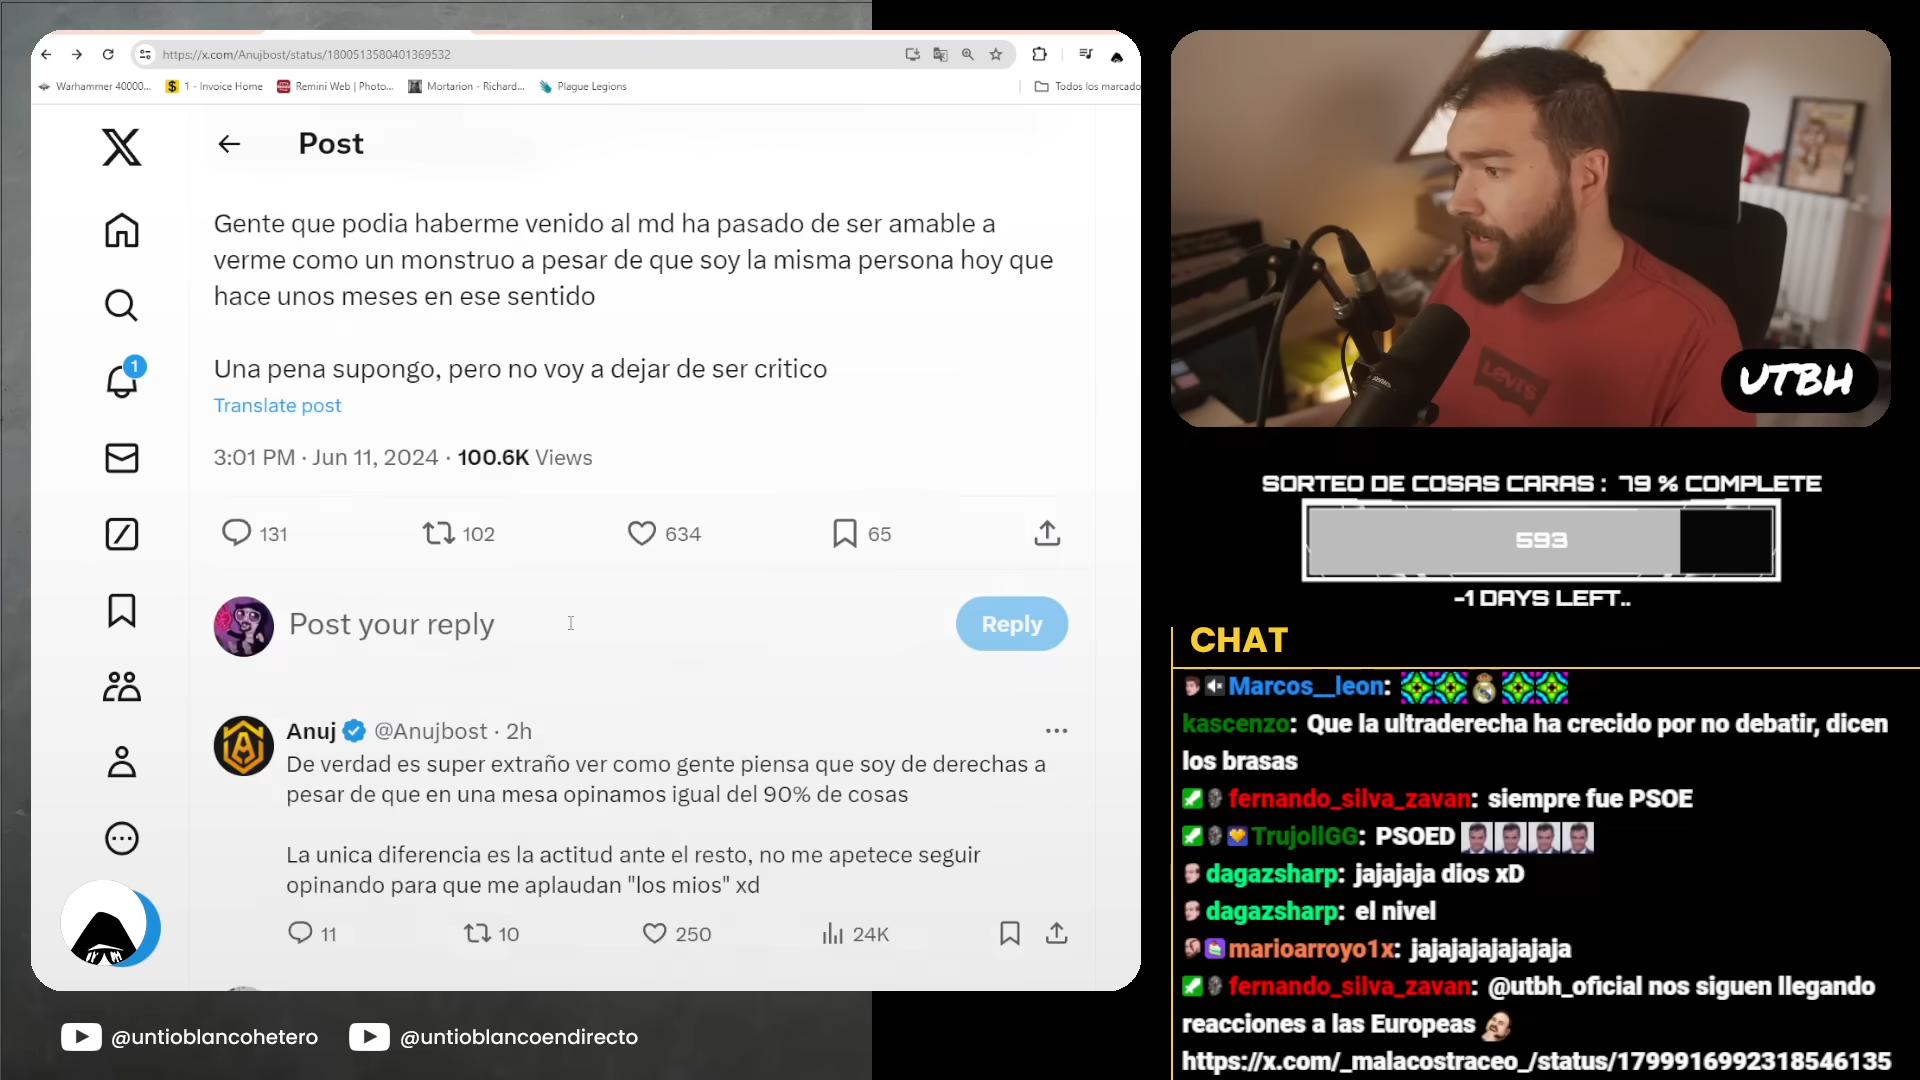 https://x.com/Anujbost/status/1800513580401369532
Warhammer 40000...
1 - Invoice Home
Remini Web | Photo...
Mortarion - Richard...
Plague Legions
Todos los marcado
Post
Gente que podia haberme venido al md ha pasado de ser amable a
verme como un monstruo a pesar de que soy la misma persona hoy que
hace unos meses en ese sentido
Una pena supongo, pero no voy a dejar de ser critico
Translate post
3:01 PM · Jun 11, 2024 · 100.6K Views
131
102
634
65
1
Post your reply
Reply
Anuj @Anujbost · 2h
De verdad es super extraño ver como gente piensa que soy de derechas a
pesar de que en una mesa opinamos igual del 90% de cosas
La unica diferencia es la actitud ante el resto, no me apetece seguir
opinando para que me aplaudan "los mios" xd
11
10
250
24K
@untioblancohetero
@untioblancoendirecto
Levi's
UTBH
SORTEO DE COSAS CARAS : 79 % COMPLETE
593
-1 DAYS LEFT..
CHAT
Marcos__leon:
kascenzo: Que la ultraderecha ha crecido por no debatir, dicen
los brasas
fernando_silva_zavan: siempre fue PSOE
TrujollGG: PSOED
dagazsharp: jajajaja dios xD
dagazsharp: el nivel
marioarroyo1x: jajajajajajajaja
fernando_silva_zavan: @utbh_oficial nos siguen llegando
reacciones a las Europeas
https://x.com/_malacostraceo_/status/1799916992318546135